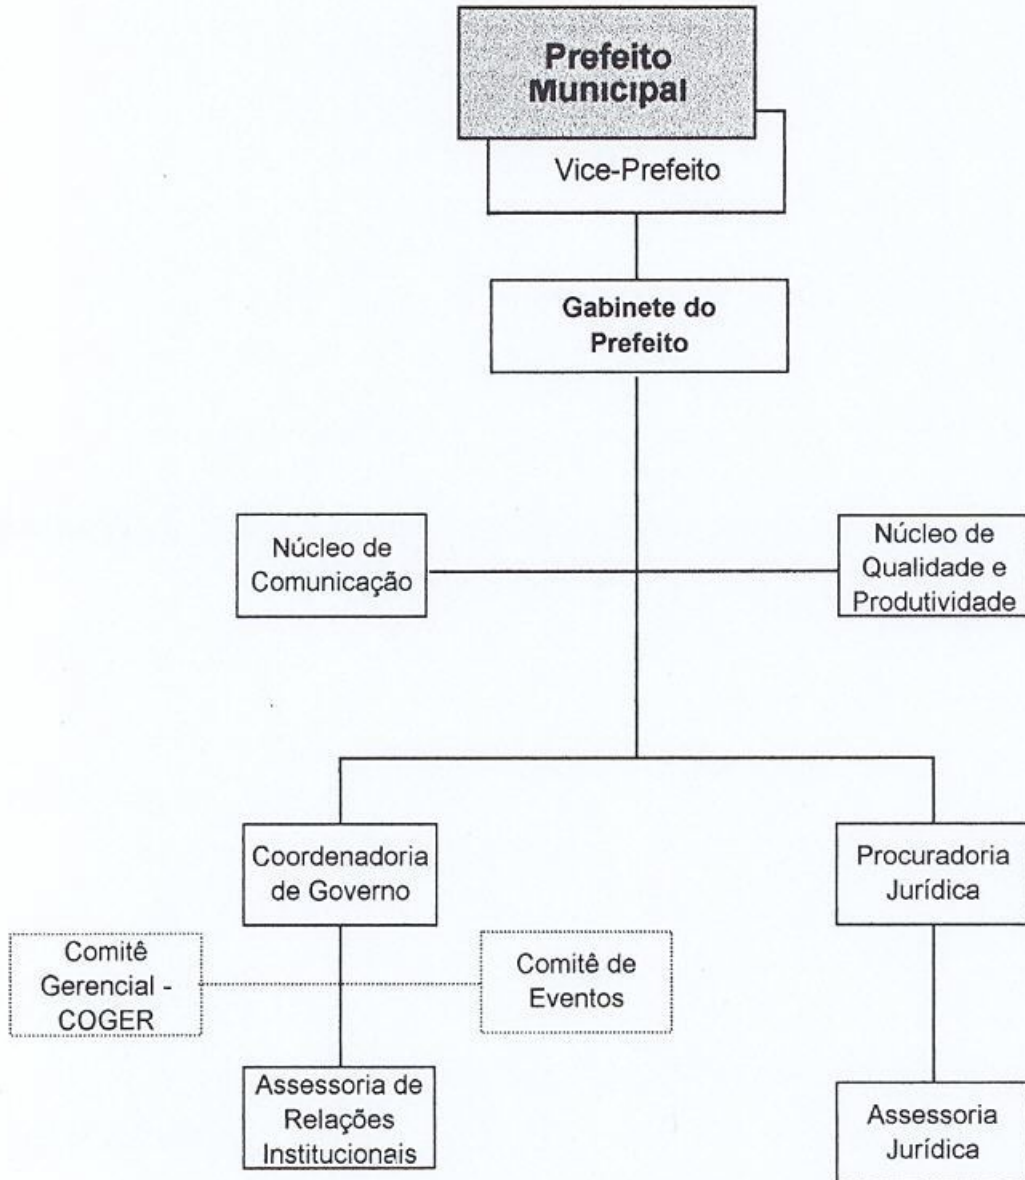 Prefeito
Municipal
Vice-Prefeito
Gabinete do
Prefeito
Núcleo de
Comunicação
Núcleo de
Qualidade e
Produtividade
Coordenadoria
de Governo
Procuradoria
Jurídica
Comitê
Gerencial -
COGER
Comitê de
Eventos
Assessoria de
Relações
Institucionais
Assessoria
Jurídica